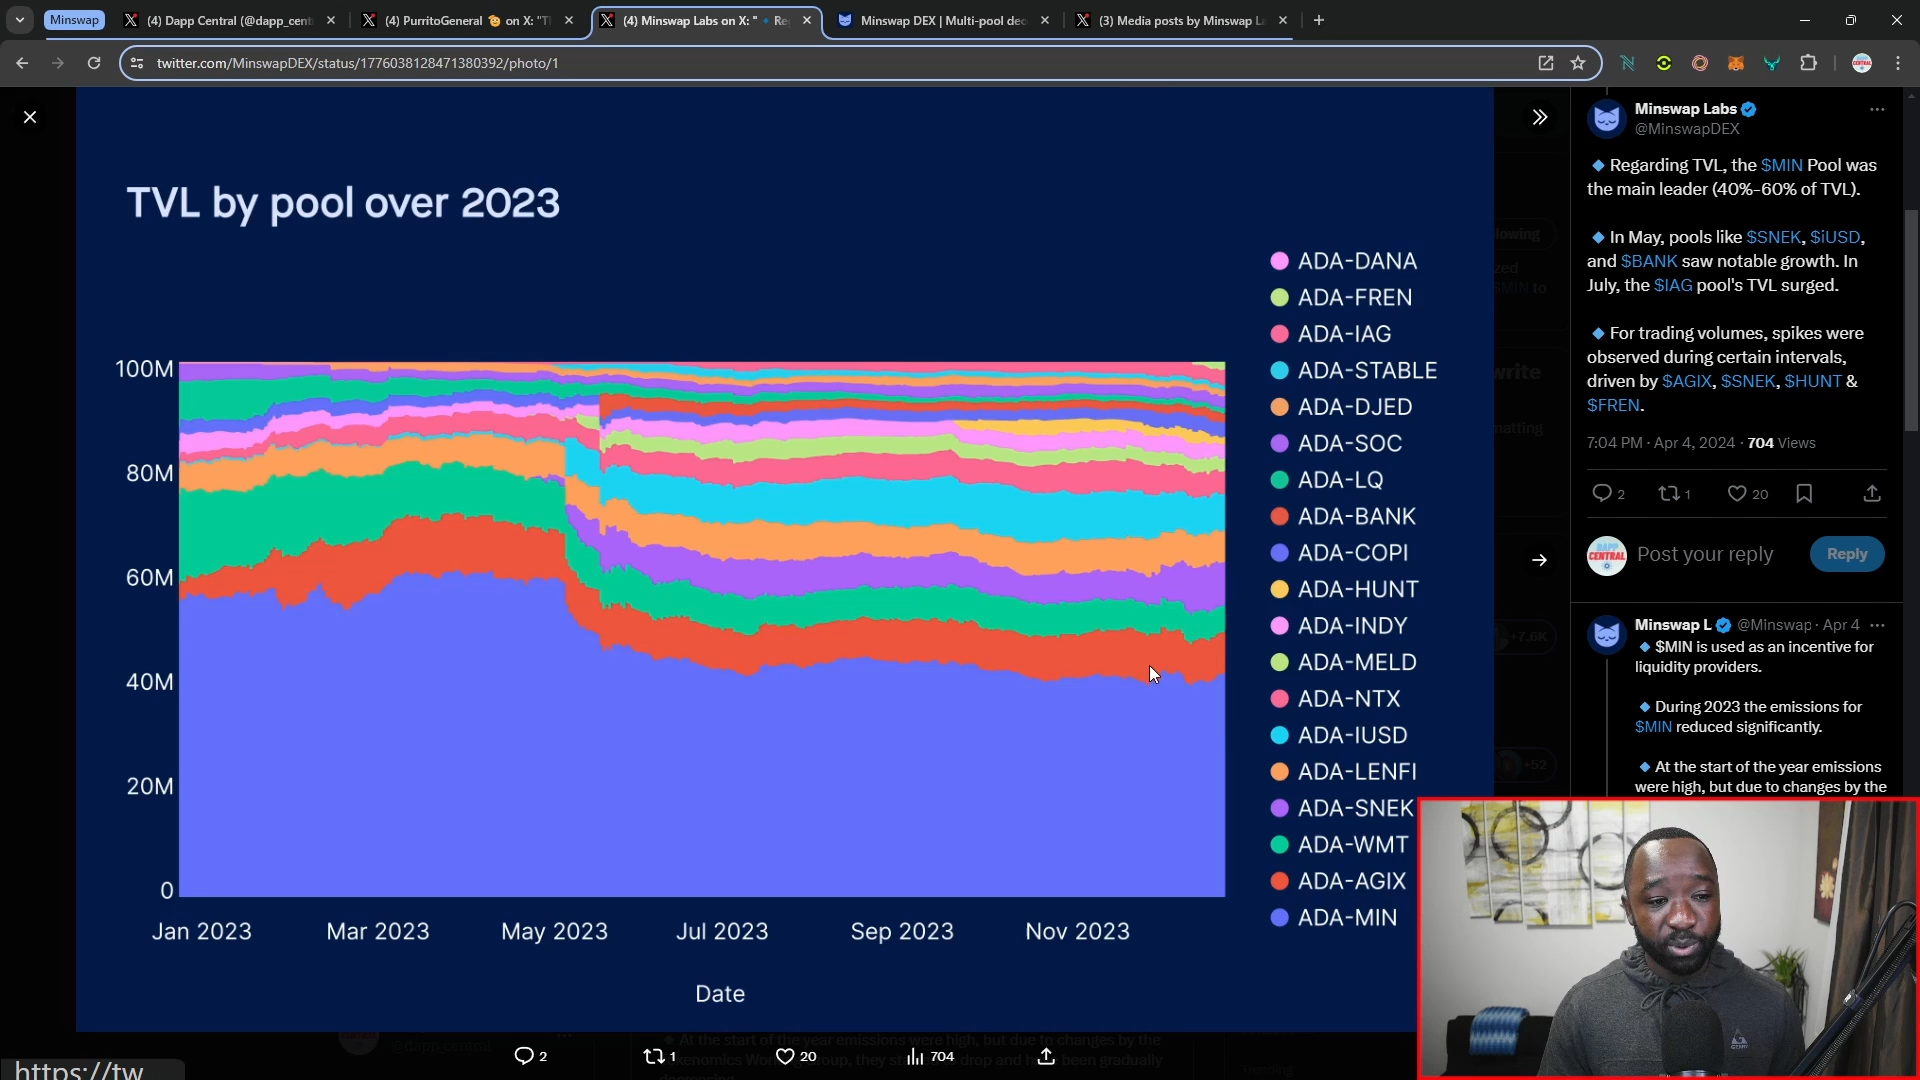 Minswap
(4) Dapp Central (@dapp_cent
(4) PurritoGeneral 🫡 on X: "T
(4) Minswap Labs on X: "🔹Re
Minswap DEX | Multi-pool dec
(3) Media posts by Minswap L
twitter.com/MinswapDEX/status/1776038128471380392/photo/1
TVL by pool over 2023
100M
80M
60M
40M
20M
0
Jan 2023
Mar 2023
May 2023
Jul 2023
Sep 2023
Nov 2023
Date
ADA-DANA
ADA-FREN
ADA-IAG
ADA-STABLE
ADA-DJED
ADA-SOC
ADA-LQ
ADA-BANK
ADA-COPI
ADA-HUNT
ADA-INDY
ADA-MELD
ADA-NTX
ADA-IUSD
ADA-LENFI
ADA-SNEK
ADA-WMT
ADA-AGIX
ADA-MIN
2
1
20
704
https://tw
Minswap Labs
@MinswapDEX
🔹Regarding TVL, the $MIN Pool was
the main leader (40%-60% of TVL).
🔹In May, pools like $SNEK, $iUSD,
and $BANK saw notable growth. In
July, the $IAG pool's TVL surged.
🔹For trading volumes, spikes were
observed during certain intervals,
driven by $AGIX, $SNEK, $HUNT &
$FREN.
7:04 PM · Apr 4, 2024 · 704 Views
2
1
20
DAPP
CENTRAL
Post your reply
Reply
Minswap L @Minswap · Apr 4
🔹$MIN is used as an incentive for
liquidity providers.
🔹During 2023 the emissions for
$MIN reduced significantly.
🔹At the start of the year emissions
were high, but due to changes by the